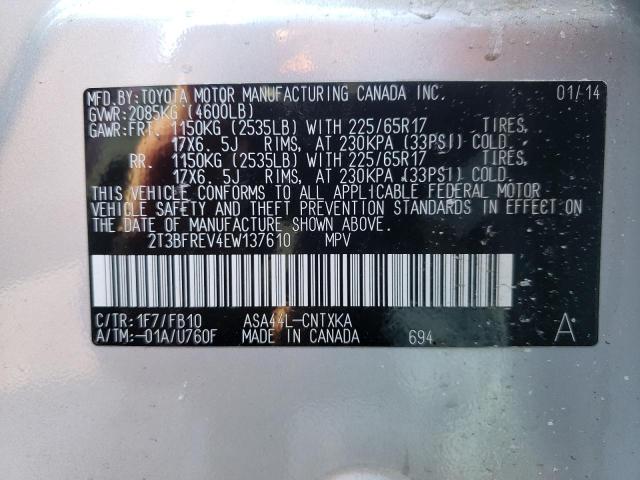 MFD.BY:TOYOTA MOTOR MANUFACTURING CANADA INC. 01/14
GVWR:2085KG (4600LB)
GAWR:FRT. 1150KG (2535LB) WITH 225/65R17 TIRES,
17X6.5J RIMS, AT 230KPA (33PSI) COLD.
RR. 1150KG (2535LB) WITH 225/65R17 TIRES,
17X6.5J RIMS, AT 230KPA (33PSI) COLD.
THIS VEHICLE CONFORMS TO ALL APPLICABLE FEDERAL MOTOR
VEHICLE SAFETY AND THEFT PREVENTION STANDARDS IN EFFECT ON
THE DATE OF MANUFACTURE SHOWN ABOVE.
2T3BFREV4EW137610 MPV
C/TR:1F7/FB10 ASA44L-CNTXKA
A/TM:-01A/U760F MADE IN CANADA 694 A